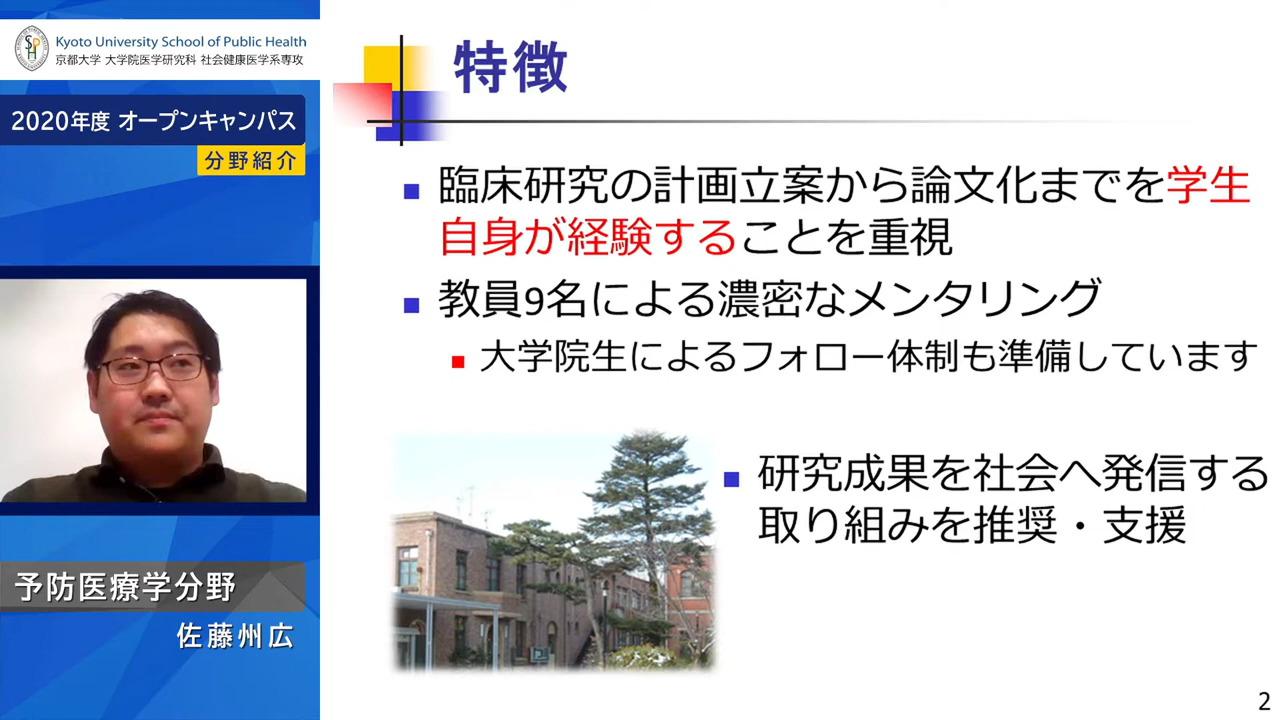 Kyoto University School of Public Health
京都大学 大学院医学研究科 社会健康医学系専攻
2020年度 オープンキャンパス
分野紹介
予防医療学分野
佐藤州広
特徴
臨床研究の計画立案から論文化までを学生
自身が経験することを重視
教員9名による濃密なメンタリング
大学院生によるフォロー体制も準備しています
研究成果を社会へ発信する
取り組みを推奨・支援
2